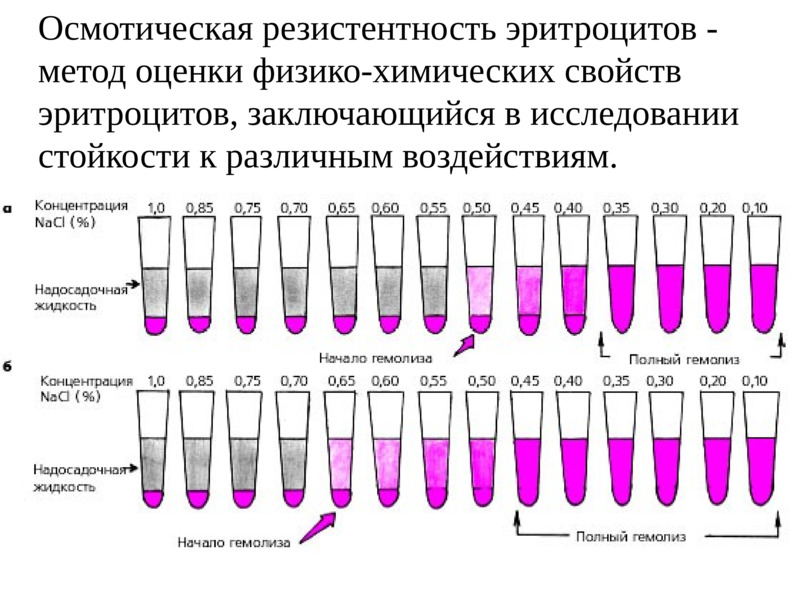 Осмотическая резистентность эритроцитов -
метод оценки физико-химических свойств
эритроцитов, заключающийся в исследовании
стойкости к различным воздействиям.
а
Концентрация
NaCl (%)
1,0 0,85 0,75 0,70 0,65 0,60 0,55 0,50 0,45 0,40 0,35 0,30 0,20 0,10
Надосадочная
жидкость
Начало гемолиза
Полный гемолиз
б
Концентрация
NaCl (%)
1,0 0,85 0,75 0,70 0,65 0,60 0,55 0,50 0,45 0,40 0,35 0,30 0,20 0,10
Надосадочная
жидкость
Начало гемолиза
Полный гемолиз